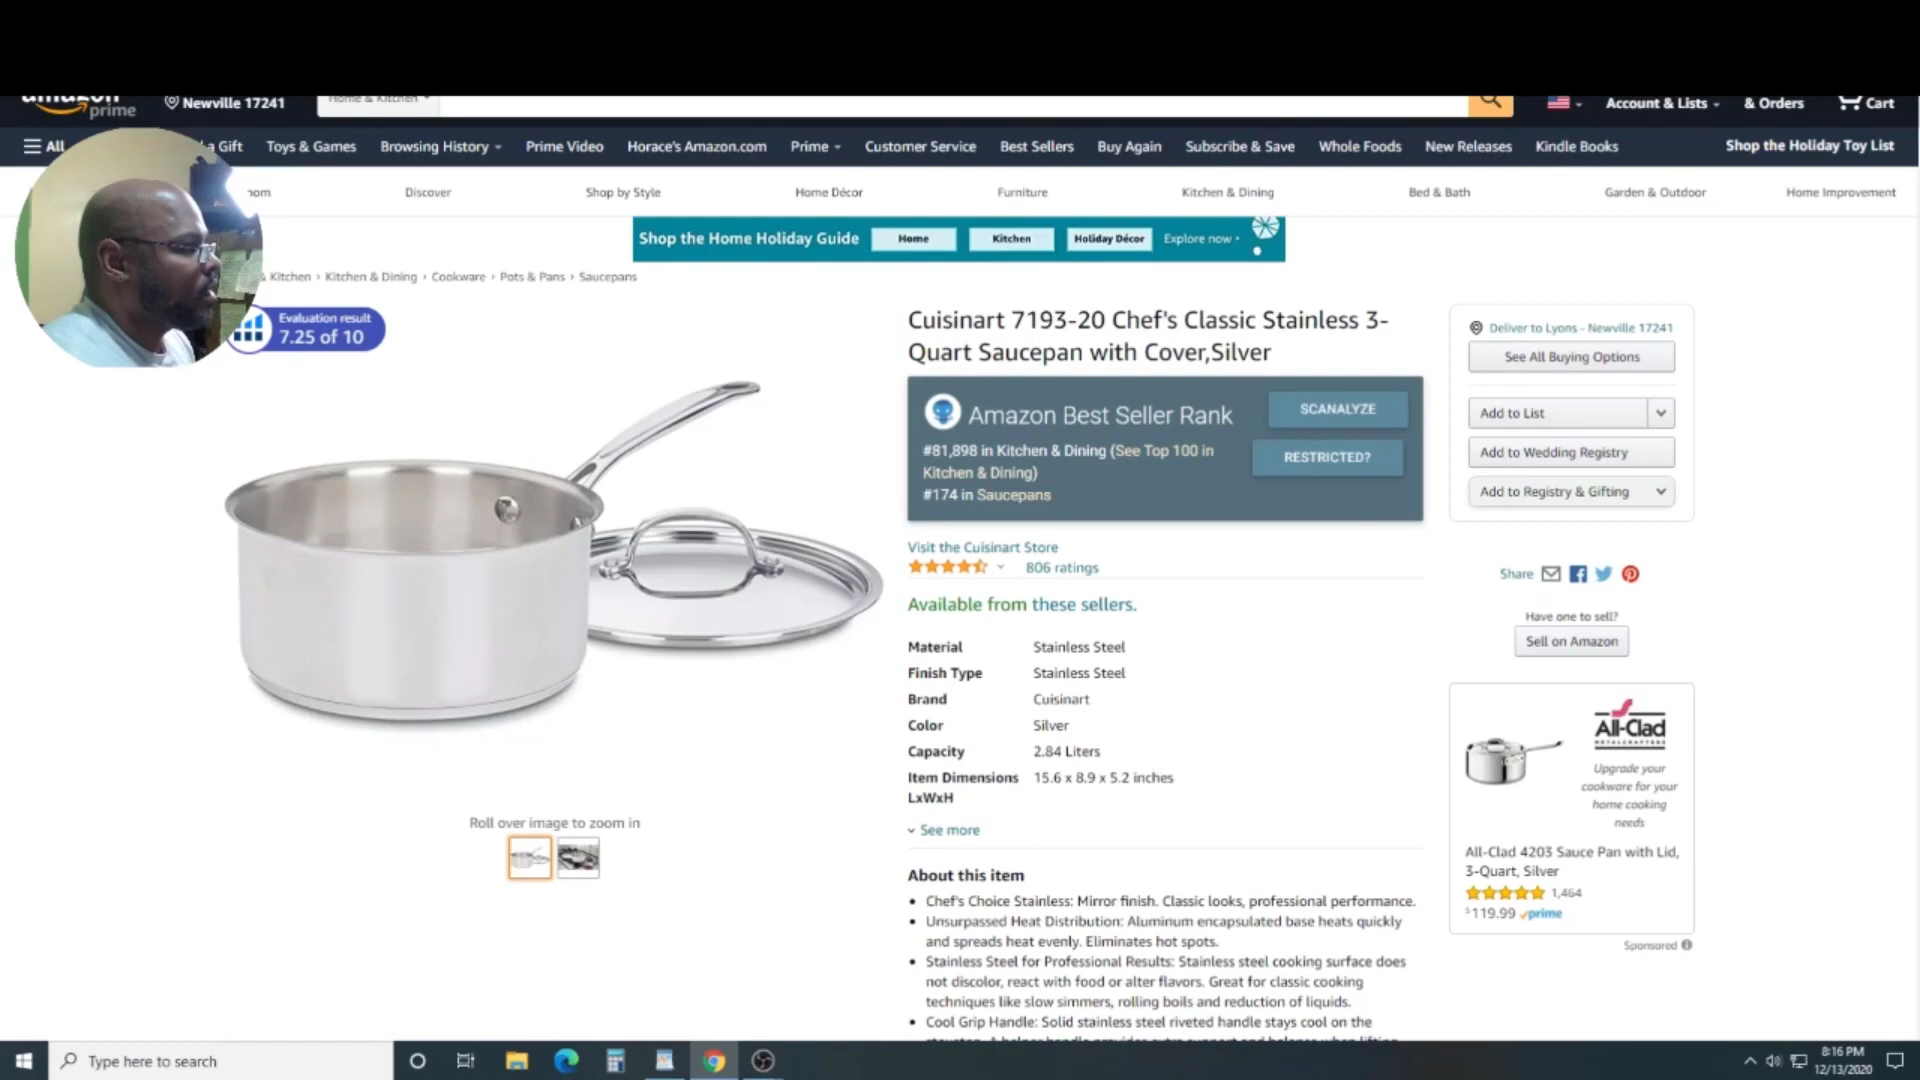 amazon prime
Newville 17241
Home & Kitchen
Account & Lists
& Orders
Cart
All
a Gift
Toys & Games
Browsing History
Prime Video
Horace's Amazon.com
Prime
Customer Service
Best Sellers
Buy Again
Subscribe & Save
Whole Foods
New Releases
Kindle Books
Shop the Holiday Toy List
Discover
Shop by Style
Home Décor
Furniture
Kitchen & Dining
Bed & Bath
Garden & Outdoor
Home Improvement
Shop the Home Holiday Guide
Home
Kitchen
Holiday Décor
Explore now
& Kitchen › Kitchen & Dining › Cookware › Pots & Pans › Saucepans
Evaluation result
7.25 of 10
Roll over image to zoom in
Cuisinart 7193-20 Chef's Classic Stainless 3-
Quart Saucepan with Cover,Silver
Amazon Best Seller Rank
SCANALYZE
#81,898 in Kitchen & Dining (See Top 100 in
Kitchen & Dining)
#174 in Saucepans
RESTRICTED?
Visit the Cuisinart Store
806 ratings
Available from these sellers.
Material Stainless Steel
Finish Type Stainless Steel
Brand Cuisinart
Color Silver
Capacity 2.84 Liters
Item Dimensions 15.6 x 8.9 x 5.2 inches
LxWxH
See more
About this item
• Chef's Choice Stainless: Mirror finish. Classic looks, professional performance.
• Unsurpassed Heat Distribution: Aluminum encapsulated base heats quickly
and spreads heat evenly. Eliminates hot spots.
• Stainless Steel for Professional Results: Stainless steel cooking surface does
not discolor, react with food or alter flavors. Great for classic cooking
techniques like slow simmers, rolling boils and reduction of liquids.
• Cool Grip Handle: Solid stainless steel riveted handle stays cool on the
Deliver to Lyons - Newville 17241
See All Buying Options
Add to List
Add to Wedding Registry
Add to Registry & Gifting
Share
Have one to sell?
Sell on Amazon
All-Clad
METALCRAFTERS
Upgrade your
cookware for your
home cooking
needs
All-Clad 4203 Sauce Pan with Lid,
3-Quart, Silver
1,464
$119.99 prime
Sponsored
Type here to search
8:16 PM
12/13/2020